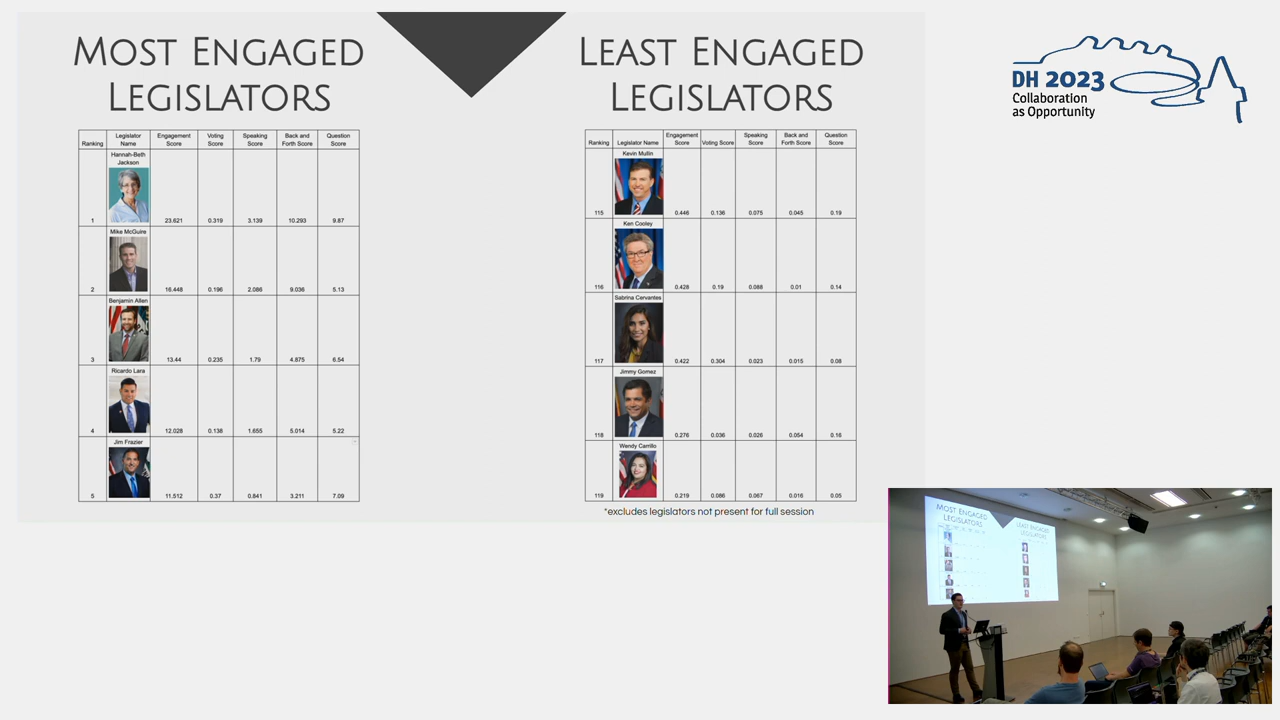 MOST ENGAGED
LEGISLATORS
Ranking Legislator Name Engagement Score Voting Score Speaking Score Back and Forth Score Question Score
Hannah-Beth Jackson
1 23.621 0.319 3.139 10.293 9.87
Mike McGuire
2 16.448 0.196 2.086 9.036 5.13
Benjamin Allen
3 13.44 0.235 1.79 4.875 6.54
Ricardo Lara
4 12.028 0.138 1.655 5.014 5.22
Jim Frazier
5 11.512 0.37 0.841 3.211 7.09
LEAST ENGAGED
LEGISLATORS
Ranking Legislator Name Engagement Score Voting Score Speaking Score Back and Forth Score Question Score
Kevin Mullin
115 0.446 0.136 0.075 0.045 0.19
Ken Cooley
116 0.428 0.19 0.088 0.01 0.14
Sabrina Cervantes
117 0.422 0.304 0.023 0.015 0.08
Jimmy Gomez
118 0.276 0.036 0.026 0.054 0.16
Wendy Carrillo
119 0.219 0.086 0.067 0.016 0.05
*excludes legislators not present for full session
DH 2023
Collaboration
as Opportunity
MOST ENGAGED
LEGISLATORS
LEAST ENGAGED
LEGISLATORS